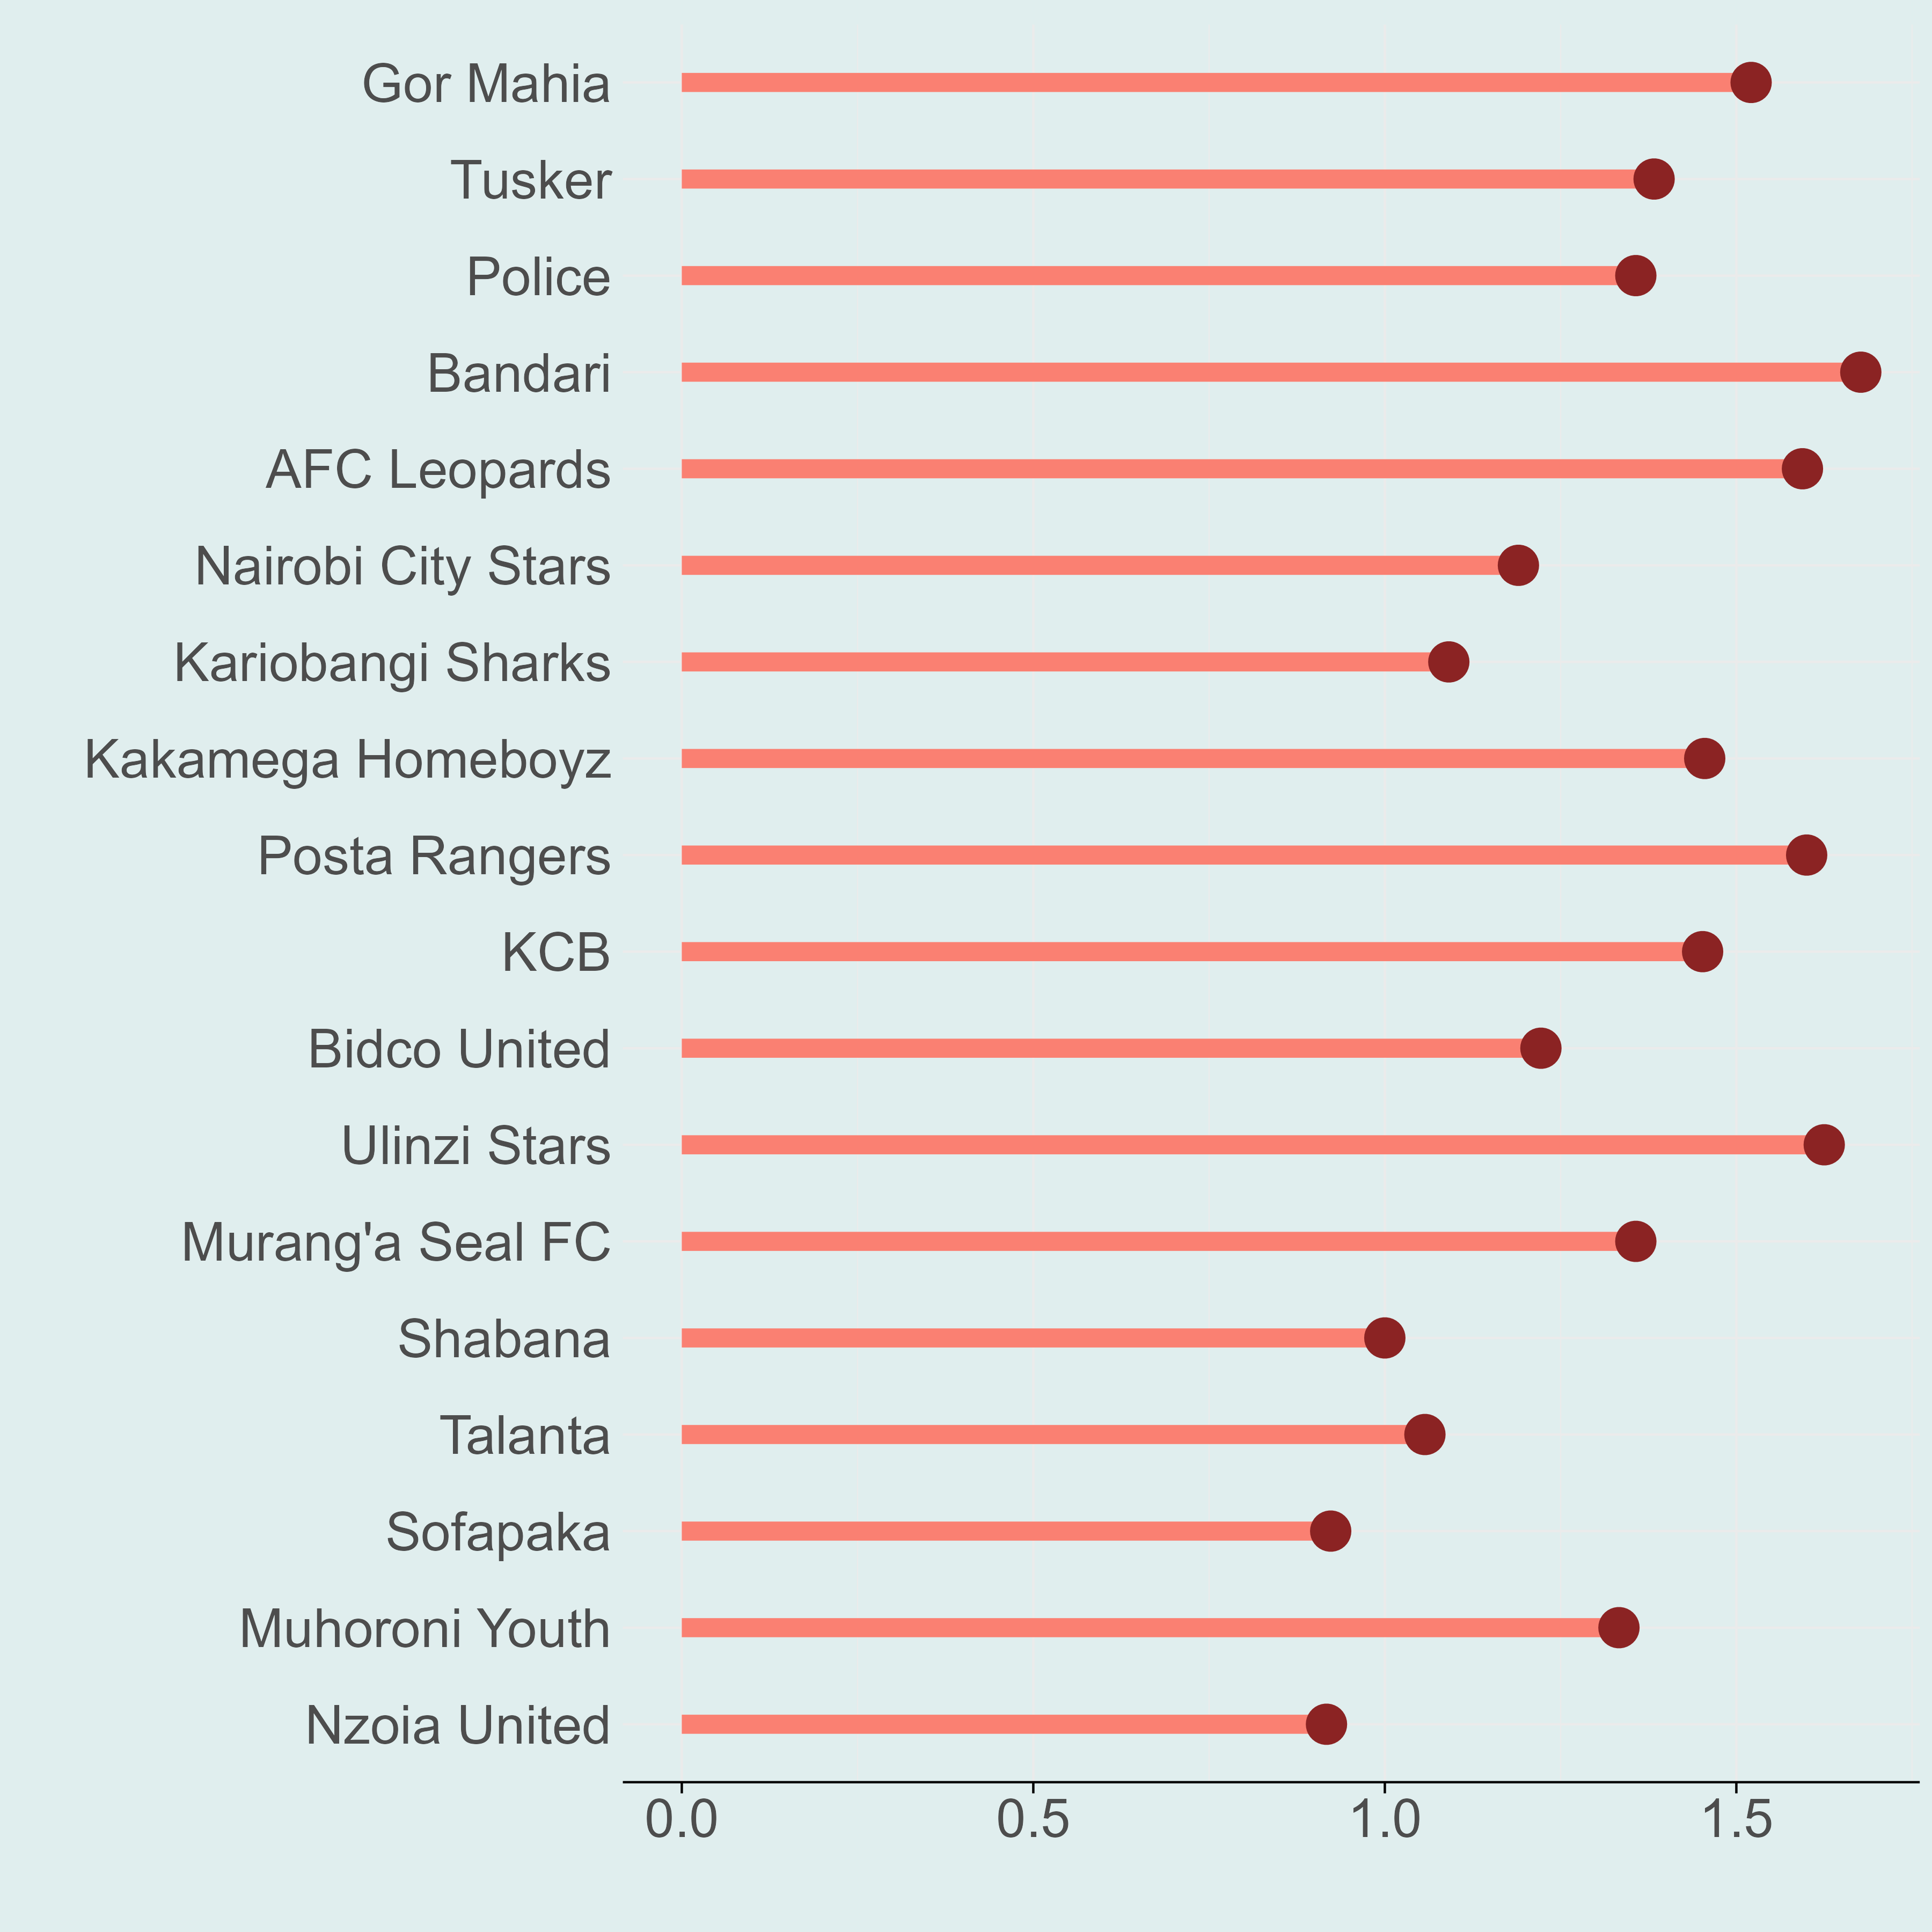 Gor Mahia
Tusker
Police
Bandari
AFC Leopards
Nairobi City Stars
Kariobangi Sharks
Kakamega Homeboyz
Posta Rangers
KCB
Bidco United
Ulinzi Stars
Murang'a Seal FC
Shabana
Talanta
Sofapaka
Muhoroni Youth
Nzoia United
0.0 0.5 1.0 1.5